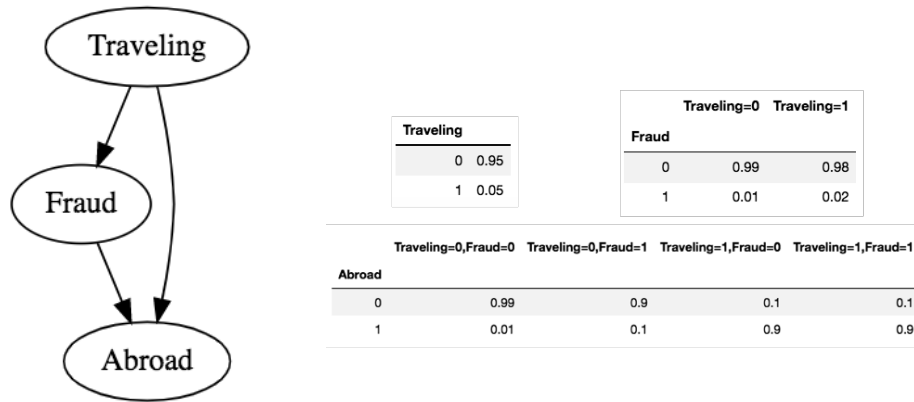 Traveling
Fraud
Abroad
Traveling
0 0.95
1 0.05
Traveling=0 Traveling=1
Fraud
0 0.99 0.98
1 0.01 0.02
Traveling=0,Fraud=0 Traveling=0,Fraud=1 Traveling=1,Fraud=0 Traveling=1,Fraud=1
Abroad
0 0.99 0.9 0.1 0.1
1 0.01 0.1 0.9 0.9